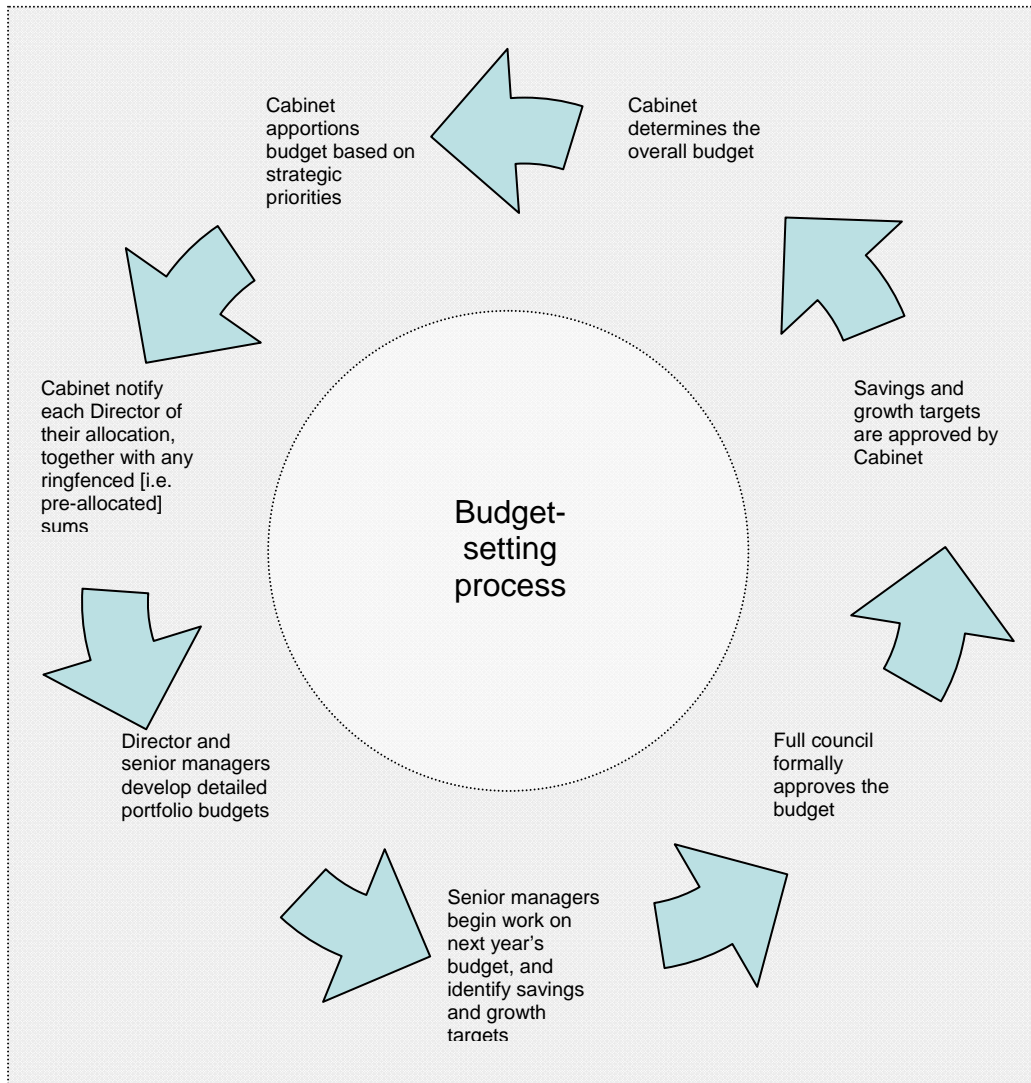 Cabinet
apportions
budget based on
strategic
priorities
Cabinet
determines the
overall budget
Cabinet notify
each Director of
their allocation,
together with any
ringfenced [i.e.
pre-allocated]
sums
Savings and
growth targets
are approved by
Cabinet
Budget-
setting
process
Director and
senior managers
develop detailed
portfolio budgets
Full council
formally
approves the
budget
Senior managers
begin work on
next year's
budget, and
identify savings
and growth
targets